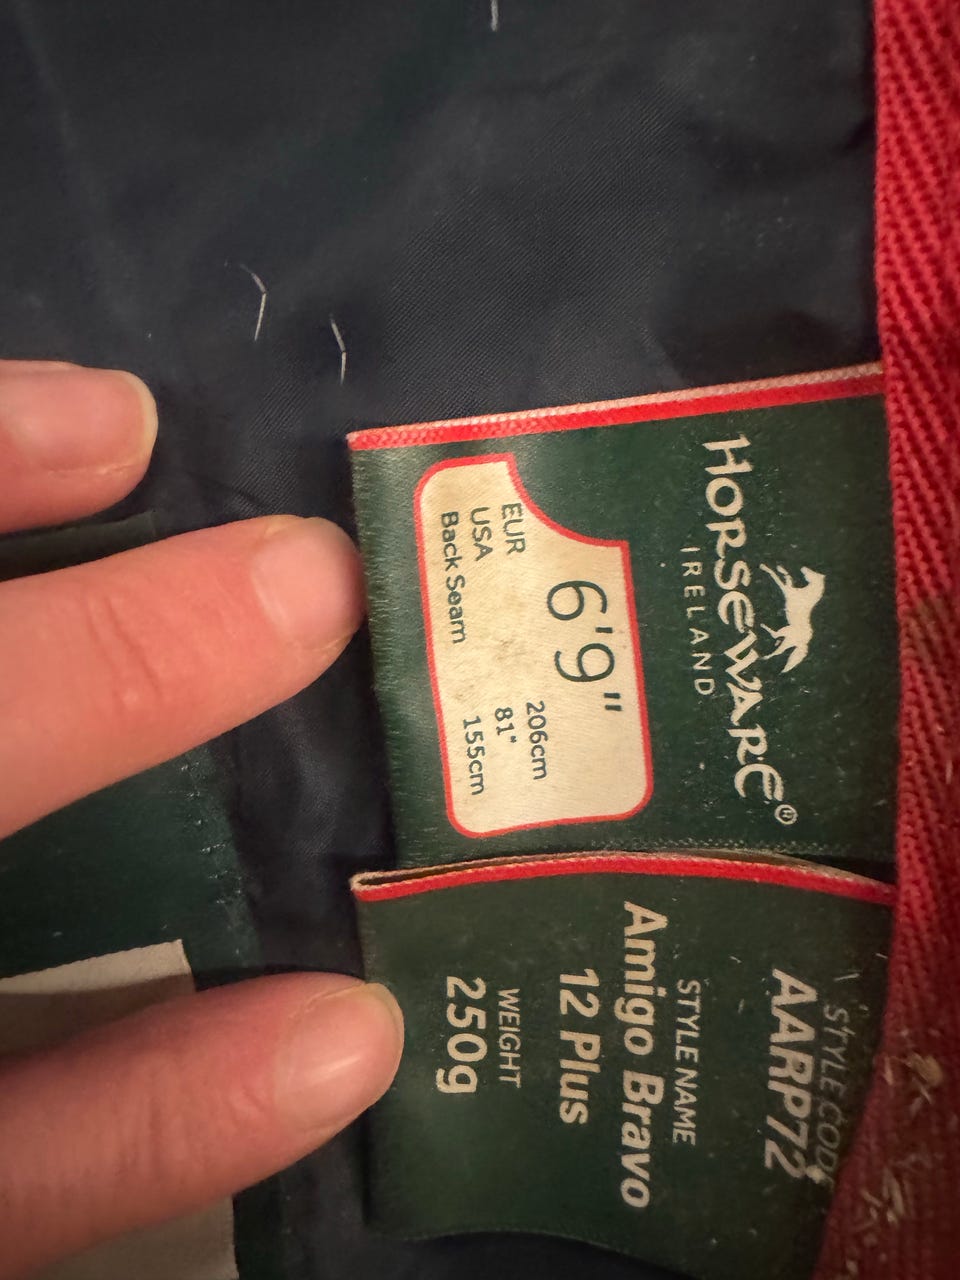 HORSEWARE®
IRELAND
6'9"
EUR 206cm
USA 81"
Back Seam 155cm
STYLE CODE
AARP72
STYLE NAME
Amigo Bravo
12 Plus
WEIGHT
250g